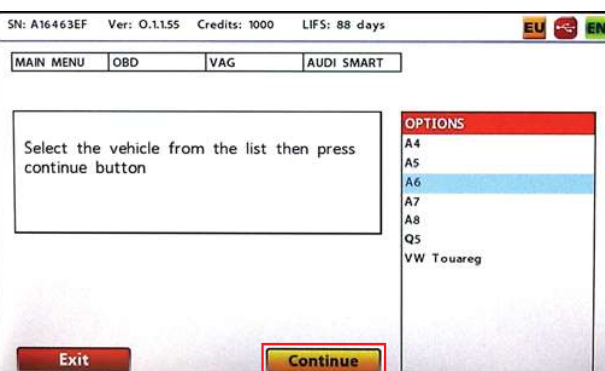 SN: A16463EF Ver: 0.1.1.55 Credits: 1000 LIFS: 88 days EU EN
MAIN MENU OBD VAG AUDI SMART
Select the vehicle from the list then press
continue button
OPTIONS
A4
A5
A6
A7
A8
Q5
VW Touareg
Exit Continue